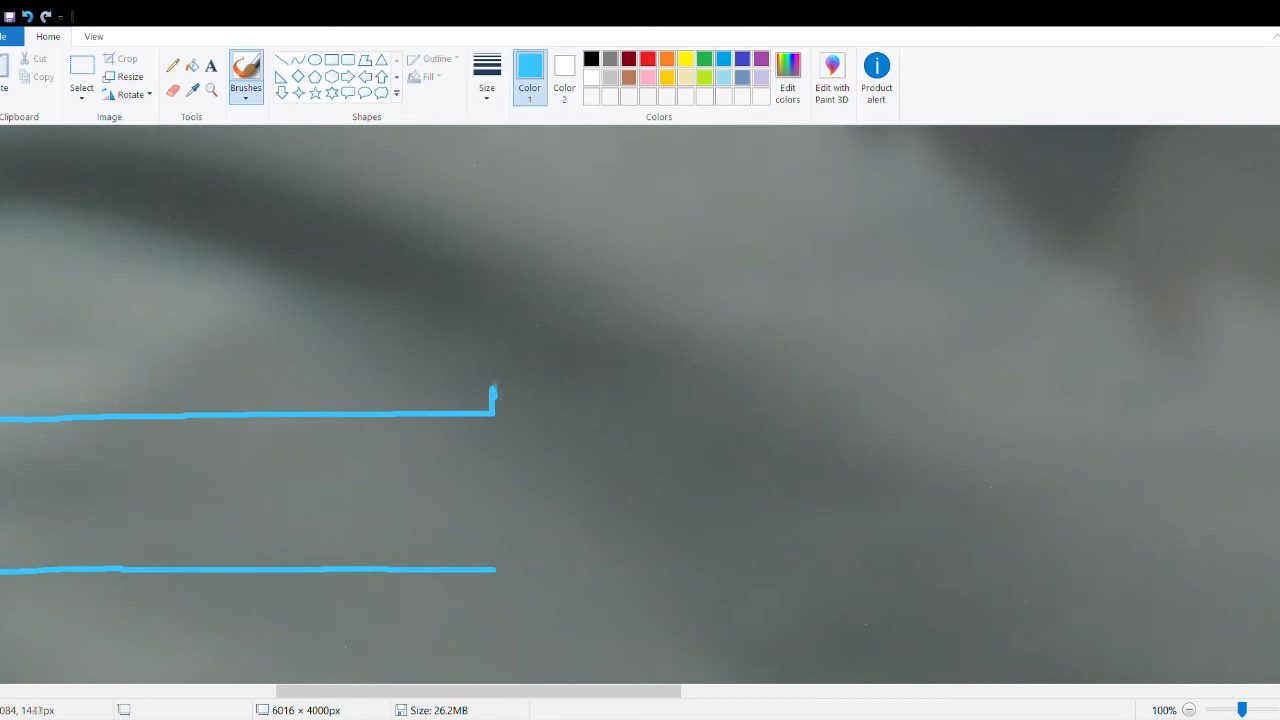 Home View
Cut
Copy
Clipboard
Select
Crop
Resize
Rotate
Image
Tools
Brushes
Shapes
Outline
Fill
Size
Color 1
Color 2
Colors
Edit colors
Edit with Paint 3D
Product alert
6016 × 4000px
Size: 26.2MB
100%